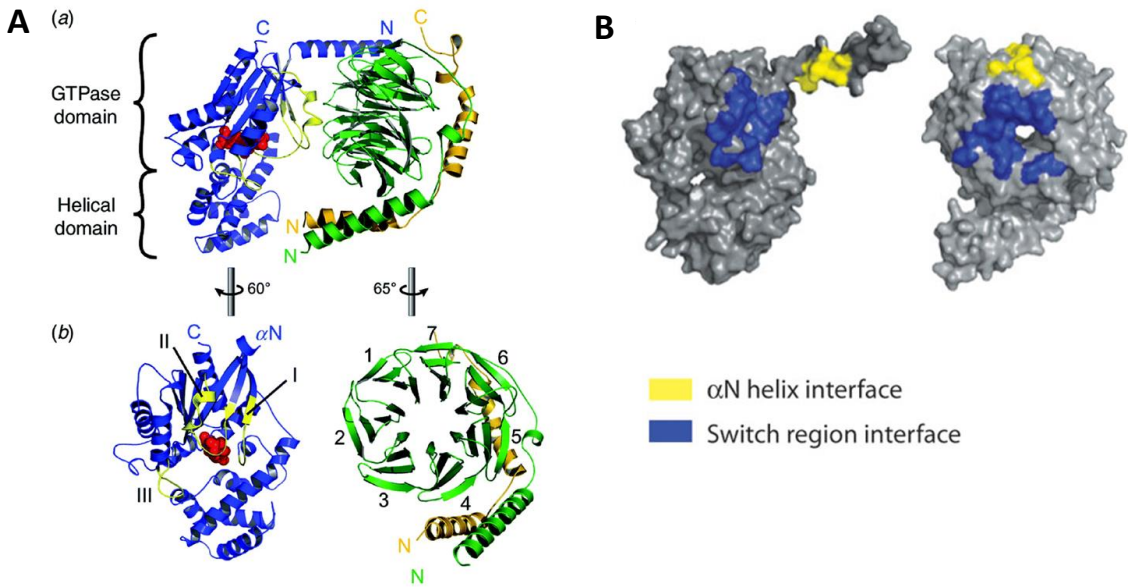 A
(a)
C
N
C
GTPase
domain
Helical
domain
N
N
60°
65°
(b)
C
αN
II
I
III
7
1
6
2
5
3
4
N
N
B
αN helix interface
Switch region interface